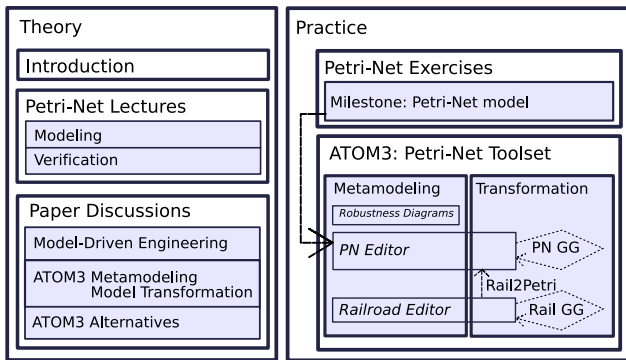 Theory
Introduction
Petri-Net Lectures
Modeling
Verification
Paper Discussions
Model-Driven Engineering
ATOM3 Metamodeling
Model Transformation
ATOM3 Alternatives
Practice
Petri-Net Exercises
Milestone: Petri-Net model
ATOM3: Petri-Net Toolset
Metamodeling
Transformation
Robustness Diagrams
PN Editor
PN GG
Rail2Petri
Railroad Editor
Rail GG